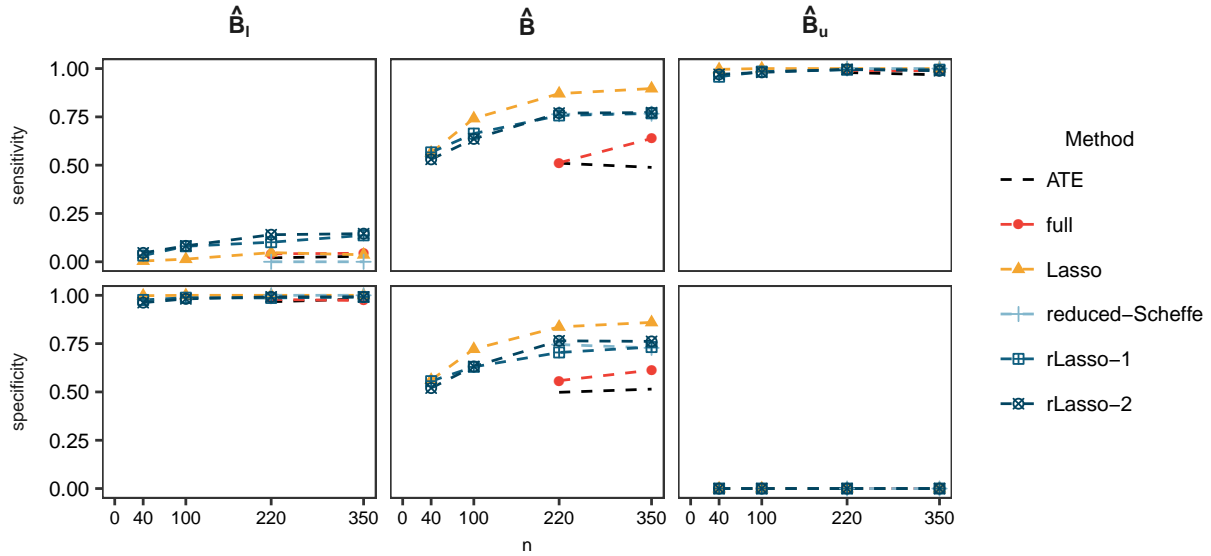 B̂l B̂ B̂u
1.00
0.75
0.50
0.25
0.00
sensitivity
1.00
0.75
0.50
0.25
0.00
specificity
0 40 100 220 350 0 40 100 220 350 0 40 100 220 350
n
Method
ATE
full
Lasso
reduced−Scheffe
rLasso−1
rLasso−2